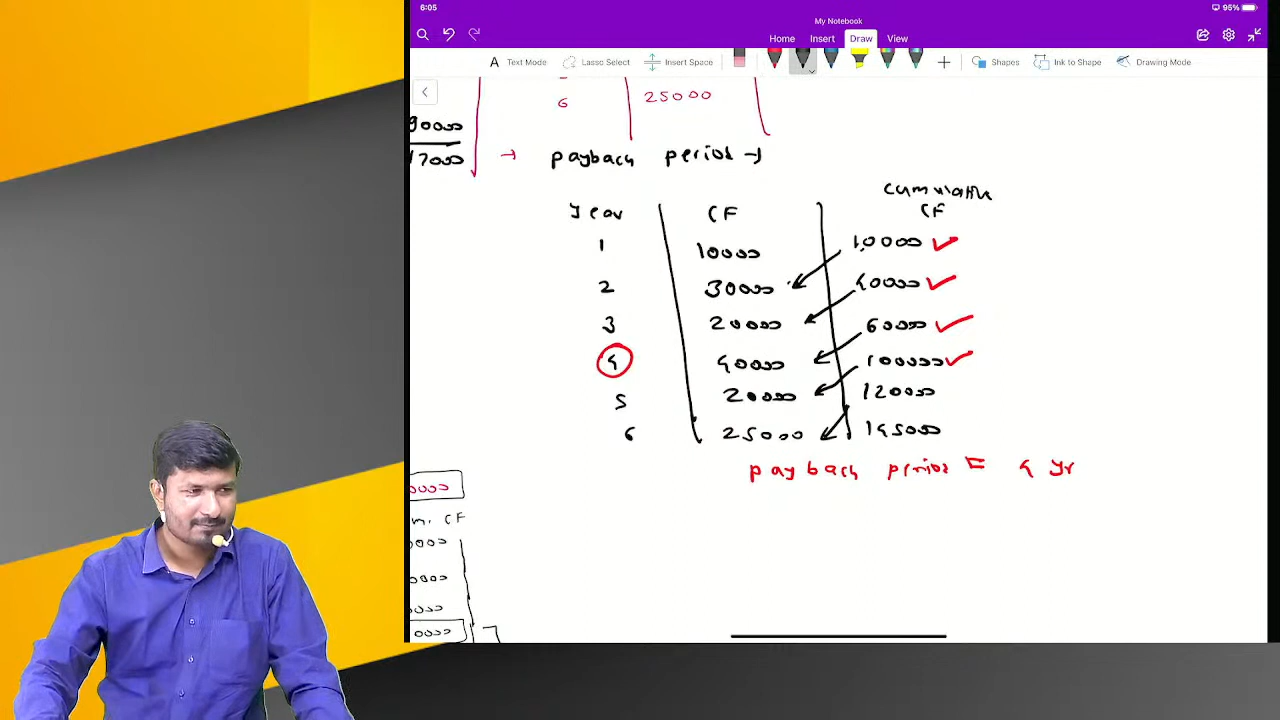 6:05
95%
My Notebook
Home Insert Draw View
Text Mode Lasso Select Insert Space Shapes Ink to Shape Drawing Mode
6 25000
90000
17000
→ payback period →
cumulative
year CF CF
1 10000 10000 ✓
2 30000 40000 ✓
3 20000 60000 ✓
4 40000 100000 ✓
5 20000 120000
6 25000 145000
payback period = 4 yr
CF